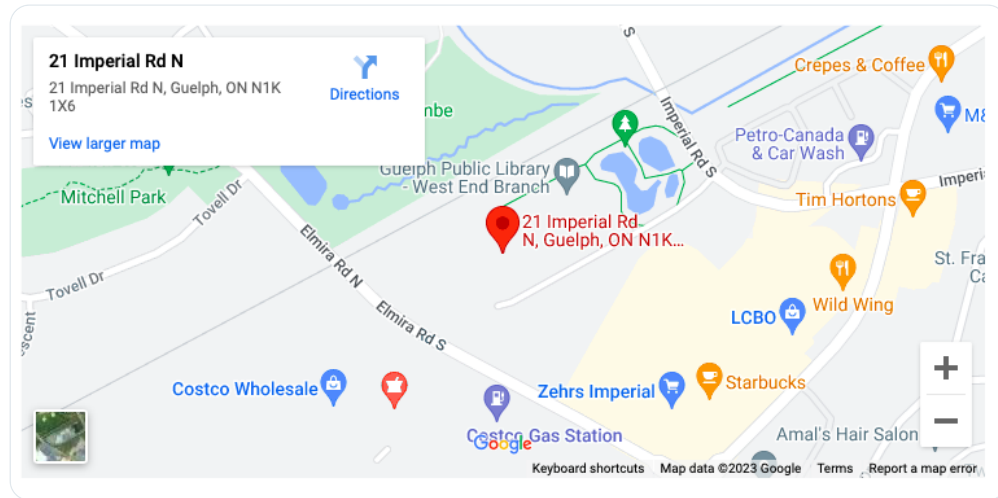 21 Imperial Rd N
21 Imperial Rd N, Guelph, ON N1K
1X6
Directions
View larger map
Crepes & Coffee
Imperial Rd S
Petro-Canada
& Car Wash
Guelph Public Library
- West End Branch
Mitchell Park
Tovell Dr
Tim Hortons
21 Imperial Rd
N, Guelph, ON N1K...
Elmira Rd N
Tovell Dr
Wild Wing
LCBO
Elmira Rd S
Costco Wholesale
Zehrs Imperial
Starbucks
Costco Gas Station
Google
Amal's Hair Salon
Keyboard shortcuts
Map data ©2023 Google
Terms
Report a map error